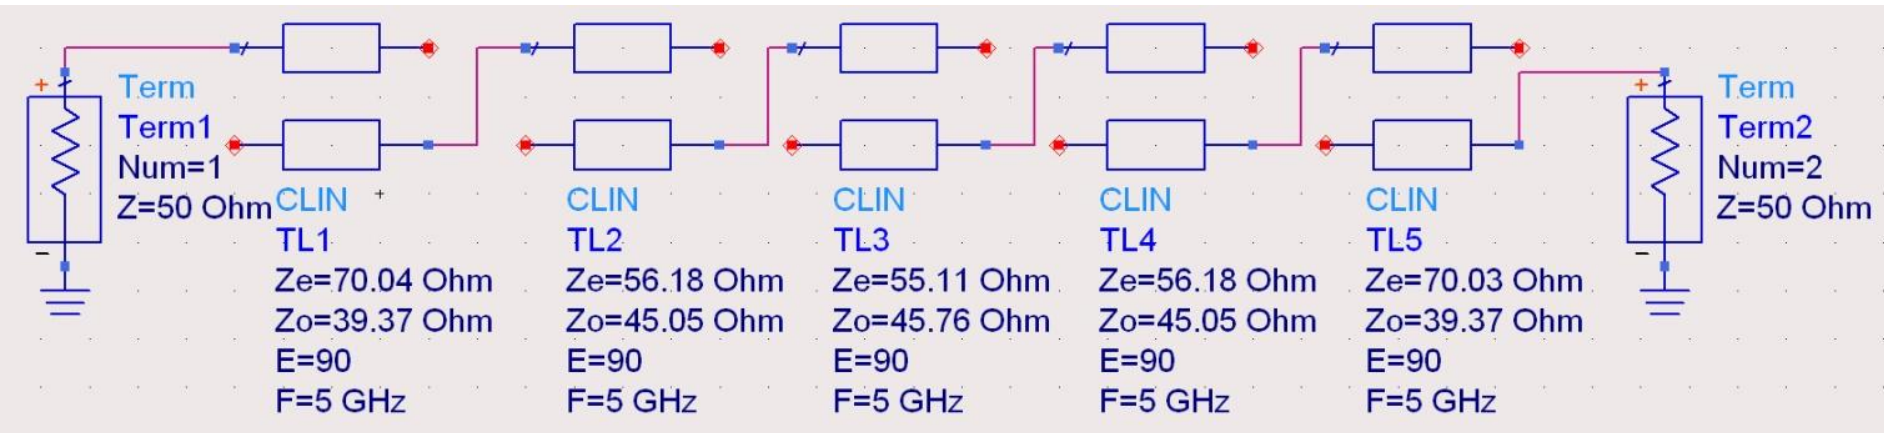 Term
Term1
Num=1
Z=50 Ohm
CLIN
TL1
Ze=70.04 Ohm
Zo=39.37 Ohm
E=90
F=5 GHz
CLIN
TL2
Ze=56.18 Ohm
Zo=45.05 Ohm
E=90
F=5 GHz
CLIN
TL3
Ze=55.11 Ohm
Zo=45.76 Ohm
E=90
F=5 GHz
CLIN
TL4
Ze=56.18 Ohm
Zo=45.05 Ohm
E=90
F=5 GHz
CLIN
TL5
Ze=70.03 Ohm
Zo=39.37 Ohm
E=90
F=5 GHz
Term
Term2
Num=2
Z=50 Ohm